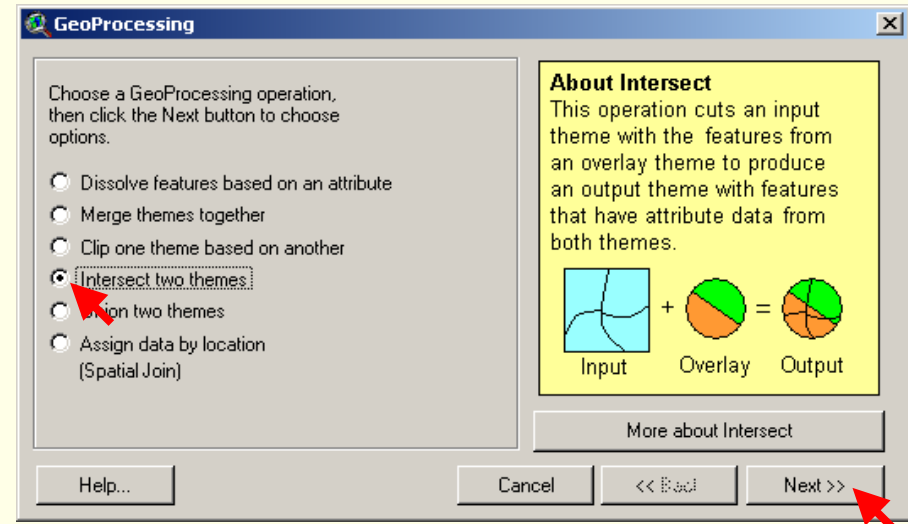 GeoProcessing
Choose a GeoProcessing operation,
then click the Next button to choose
options.
Dissolve features based on an attribute
Merge themes together
Clip one theme based on another
Intersect two themes
Union two themes
Assign data by location
(Spatial Join)
About Intersect
This operation cuts an input
theme with the features from
an overlay theme to produce
an output theme with features
that have attribute data from
both themes.
+ =
Input Overlay Output
More about Intersect
Help... Cancel << Back Next >>